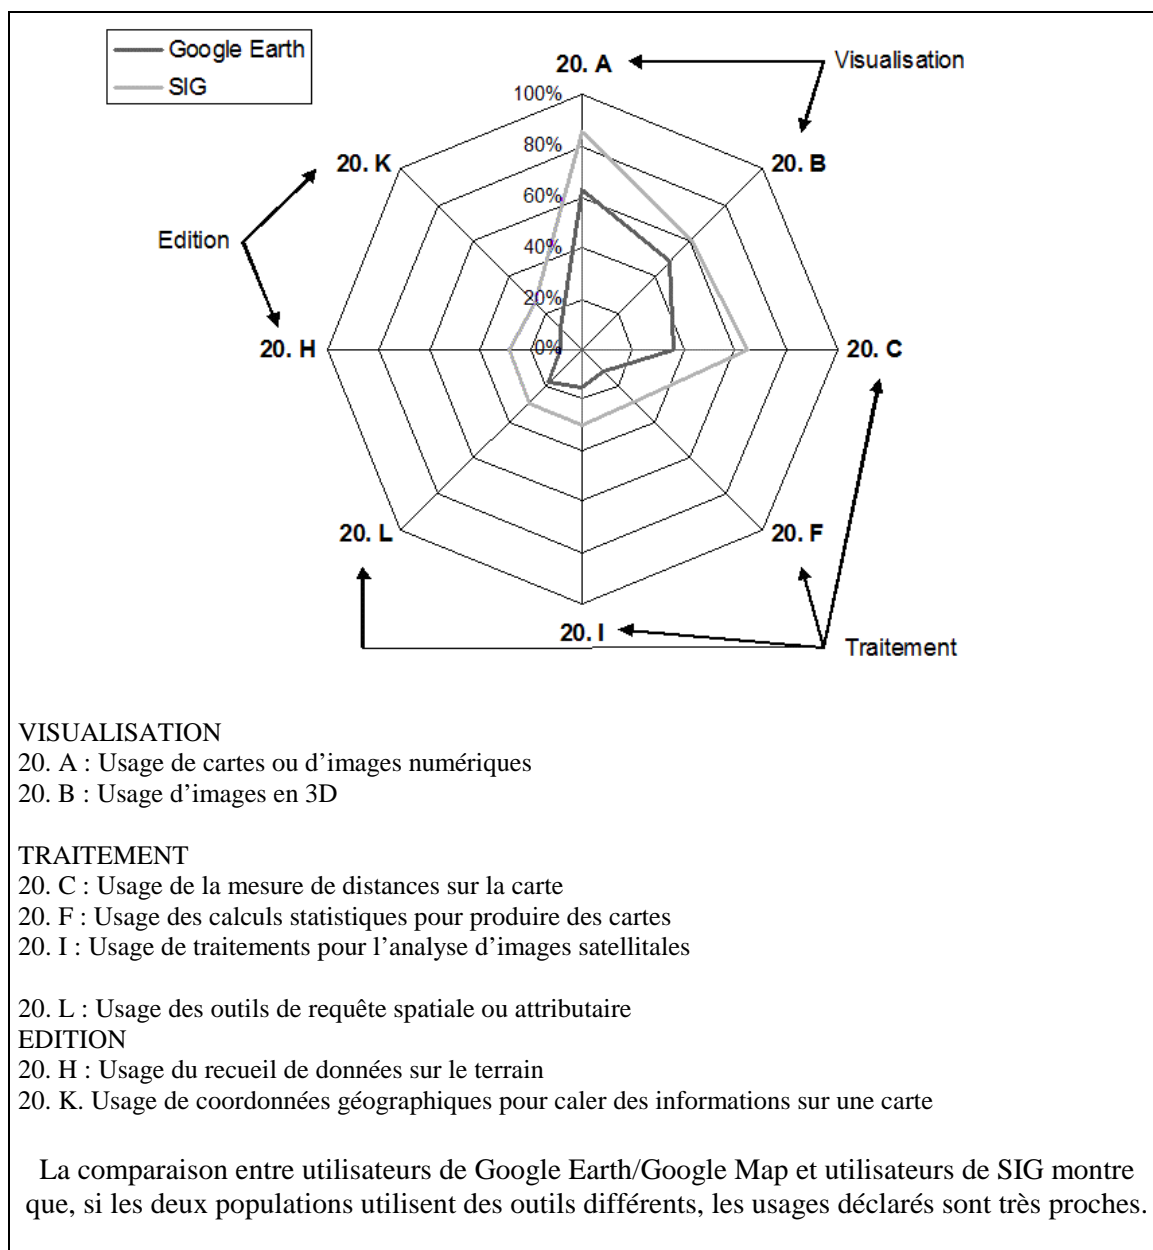 Google Earth
SIG
20. A
Visualisation
100%
80%
20. K
20. B
60%
Edition
40%
20%
20. H
0%
20. C
20. L
20. F
20. I
Traitement
VISUALISATION
20. A : Usage de cartes ou d’images numériques
20. B : Usage d’images en 3D
TRAITEMENT
20. C : Usage de la mesure de distances sur la carte
20. F : Usage des calculs statistiques pour produire des cartes
20. I : Usage de traitements pour l’analyse d’images satellitales
20. L : Usage des outils de requête spatiale ou attributaire
EDITION
20. H : Usage du recueil de données sur le terrain
20. K. Usage de coordonnées géographiques pour caler des informations sur une carte
La comparaison entre utilisateurs de Google Earth/Google Map et utilisateurs de SIG montre
que, si les deux populations utilisent des outils différents, les usages déclarés sont très proches.